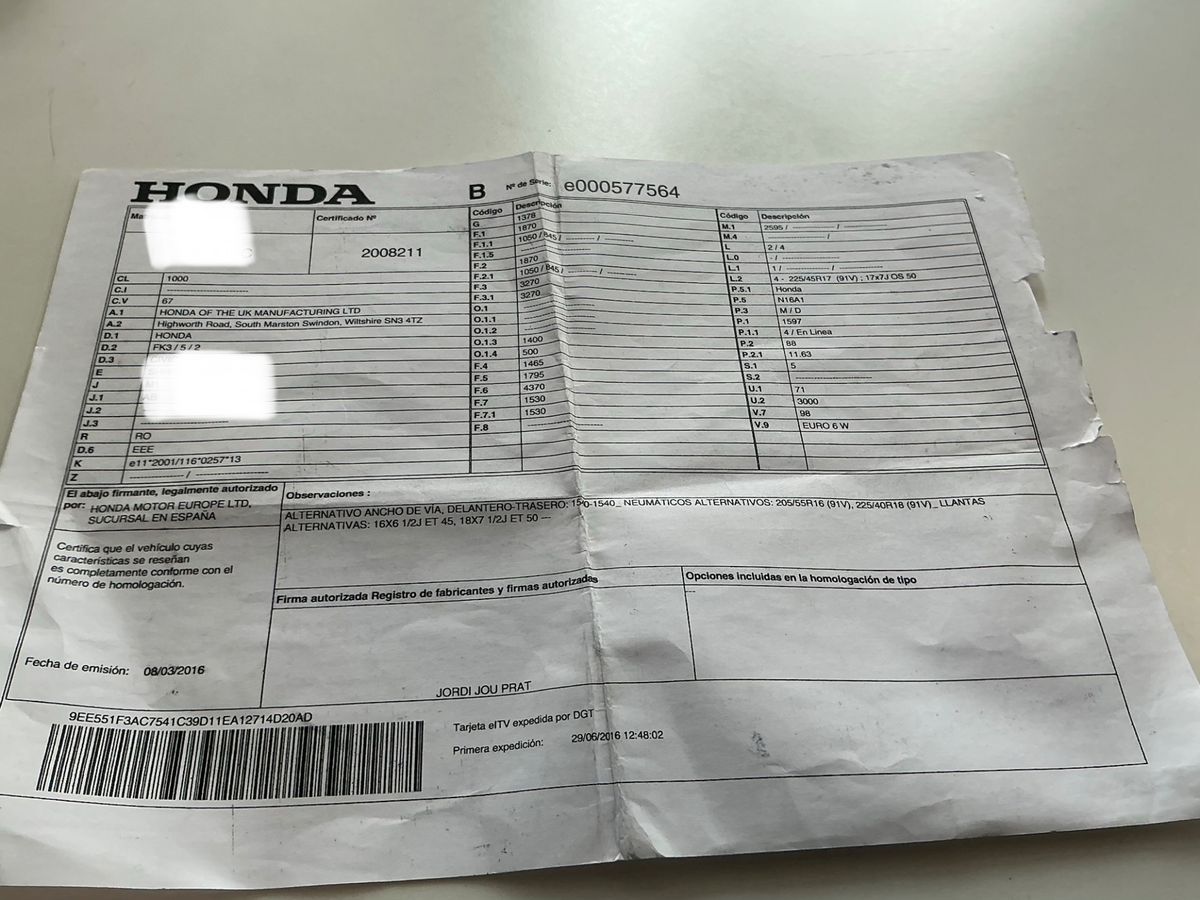 HONDA
B Nº de Serie: e000577564
Certificado Nº
2008211
CL 1000
C.I -----------------------
C.V 67
A.1 HONDA OF THE UK MANUFACTURING LTD
A.2 Highworth Road, South Marston Swindon, Wiltshire SN3 4TZ
D.1 HONDA
D.2 FK3 / 5 / 2
D.3
E
J
J.1
J.2
J.3
R RO
D.6 EEE
K e11*2001/116*0257*13
Z --------------- / --------------------
Código Descripción
G 1378
F.1 1870
F.1.1 1050 / 845 / ---------- / --------
F.1.5 --------------------
F.2 1870
F.2.1 1050 / 845 / ---------- / --------
F.3 3270
F.3.1 3270
O.1 --------------------
O.1.1 --------------------
O.1.2 --------------------
O.1.3 1400
O.1.4 500
F.4 1465
F.5 1795
F.6 4370
F.7 1530
F.7.1 1530
F.8 --------------------
Código Descripción
M.1 2595 / ------------- / -------------
M.4 /
L 2 / 4
L.0 - / -------------
L.1 1 / ----------- / -------------
L.2 4 - 225/45R17 (91V) ; 17x7J OS 50
P.5.1 Honda
P.5 N16A1
P.3 M / D
P.1 1597
P.1.1 4 / En Linea
P.2 88
P.2.1 11.63
S.1 5
S.2 --------------------
U.1 71
U.2 3000
V.7 98
V.9 EURO 6 W
El abajo firmante, legalmente autorizado
por: HONDA MOTOR EUROPE LTD,
SUCURSAL EN ESPAÑA
Certifica que el vehículo cuyas
características se reseñan
es completamente conforme con el
número de homologación.
Fecha de emisión: 08/03/2016
Observaciones :
ALTERNATIVO ANCHO DE VÍA, DELANTERO-TRASERO: -1540_ NEUMÁTICOS ALTERNATIVOS: 205/55R16 (91V), 225/40R18 (91V)_ LLANTAS
ALTERNATIVAS: 16X6 1/2J ET 45, 18X7 1/2J ET 50 ---
Firma autorizada Registro de fabricantes y firmas autorizadas
JORDI JOU PRAT
Opciones incluidas en la homologación de tipo
---
9EE551F3AC7541C39D11EA12714D20AD
Tarjeta eITV expedida por DGT
Primera expedición: 29/06/2016 12:48:02